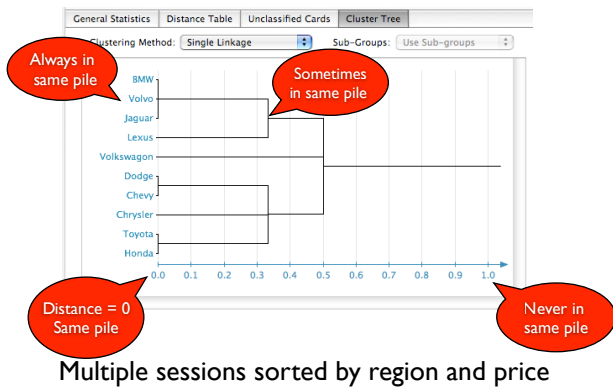 General Statistics Distance Table Unclassified Cards Cluster Tree
Clustering Method: Single Linkage Sub-Groups: Use Sub-groups
Always in
same pile
Sometimes
in same pile
BMW
Volvo
Jaguar
Lexus
Volkswagon
Dodge
Chevy
Chrysler
Toyota
Honda
0.0 0.1 0.2 0.3 0.4 0.5 0.6 0.7 0.8 0.9 1.0
Distance = 0
Same pile
Never in
same pile
Multiple sessions sorted by region and price